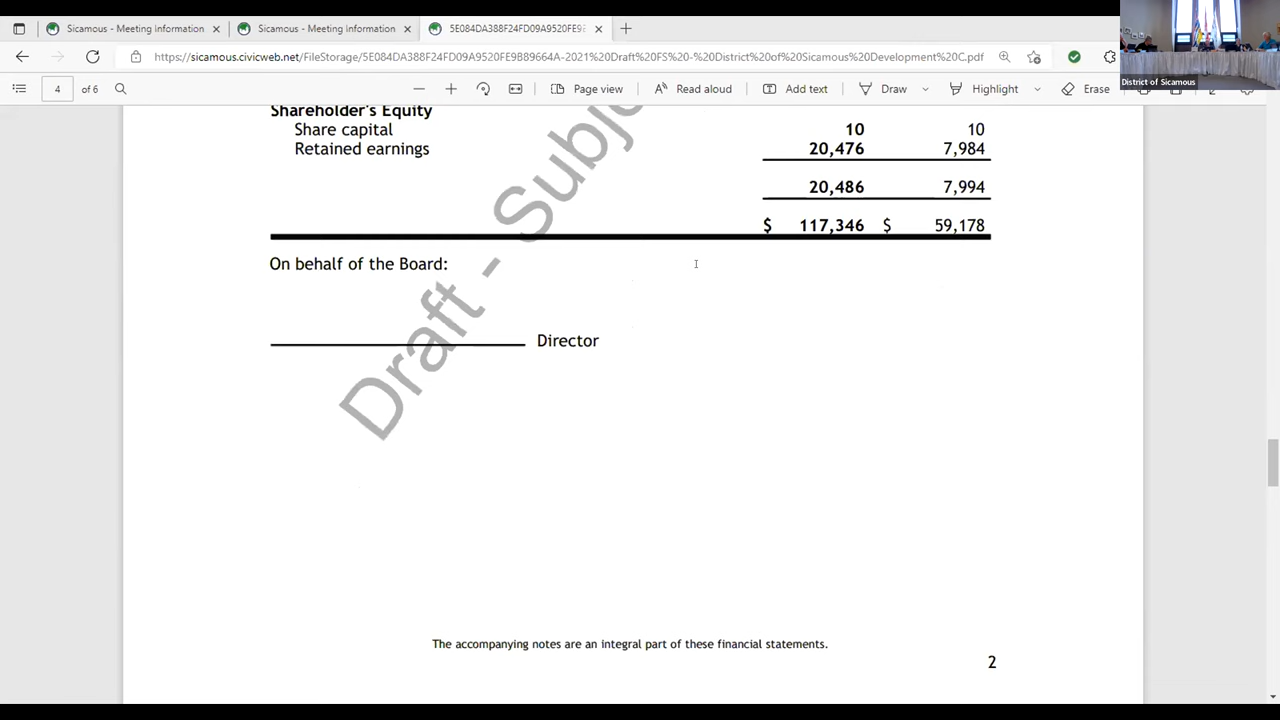 Sicamous - Meeting information
Sicamous - Meeting information
5E084DA388F24FD09A9520FE9
https://sicamous.civicweb.net/FileStorage/5E084DA388F24FD09A9520FE9B89664A-2021%20Draft%20FS%20-%20District%20of%20Sicamous%20Development%20C.pdf
District of Sicamous
4 of 6
Page view
Read aloud
Add text
Draw
Highlight
Erase
Shareholder's Equity
Share capital 10 10
Retained earnings 20,476 7,984
20,486 7,994
$ 117,346 $ 59,178
On behalf of the Board:
Director
Draft - Subj
The accompanying notes are an integral part of these financial statements.
2